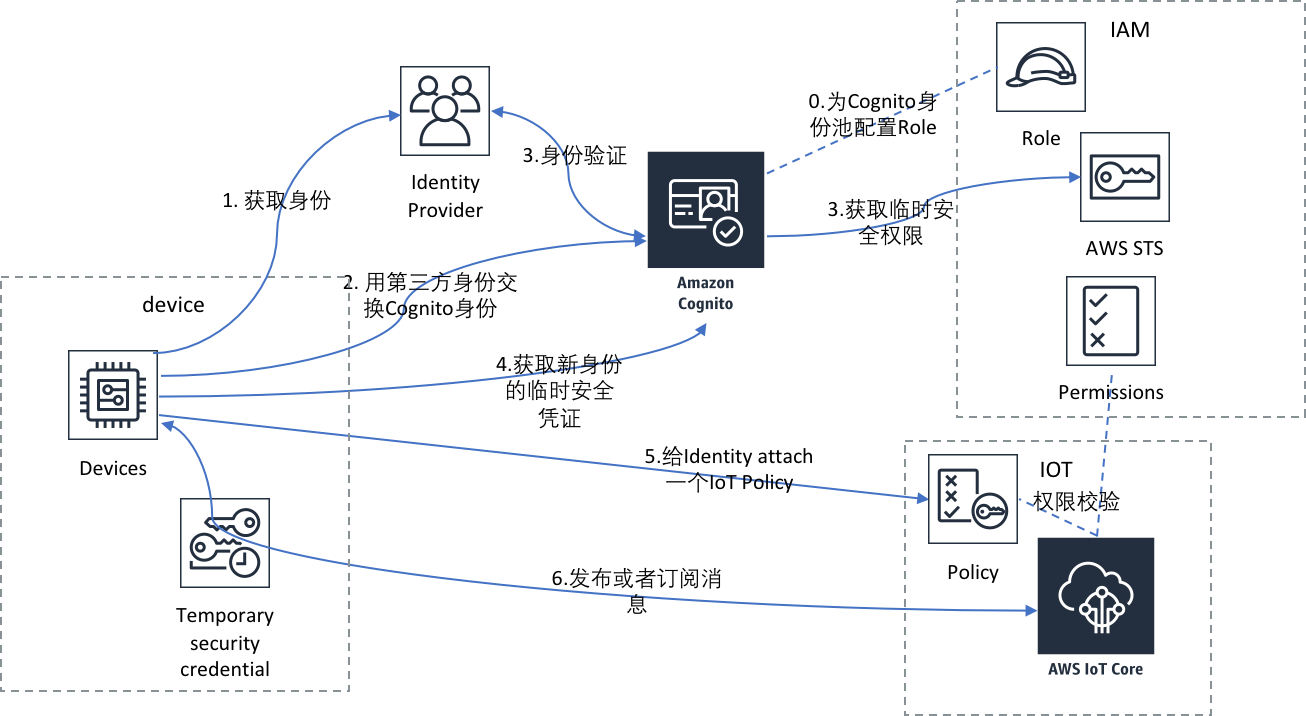 IAM
Role
AWS STS
Permissions
0.为Cognito身
份池配置Role
Identity
Provider
3.身份验证
1. 获取身份
3.获取临时安
全权限
Amazon
Cognito
2. 用第三方身份交
换Cognito身份
device
Devices
4.获取新身份
的临时安全
凭证
5.给Identity attach
一个IoT Policy
IOT
权限校验
Policy
AWS IoT Core
6.发布或者订阅消
息
Temporary
security
credential